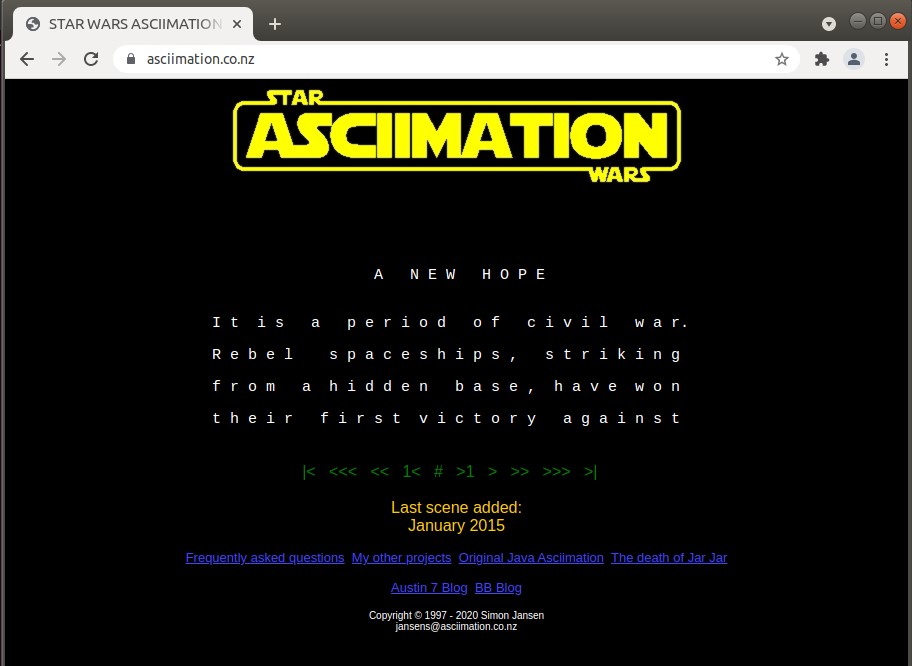 STAR WARS ASCIIMATION
asciimation.co.nz
STAR
ASCIIMATION
WARS
A NEW HOPE
It is a period of civil war.
Rebel spaceships, striking
from a hidden base, have won
their first victory against
|< <<< << 1< # >1 > >> >>> >|
Last scene added:
January 2015
Frequently asked questions My other projects Original Java Asciimation The death of Jar Jar
Austin 7 Blog BB Blog
Copyright © 1997 - 2020 Simon Jansen
jansens@asciimation.co.nz